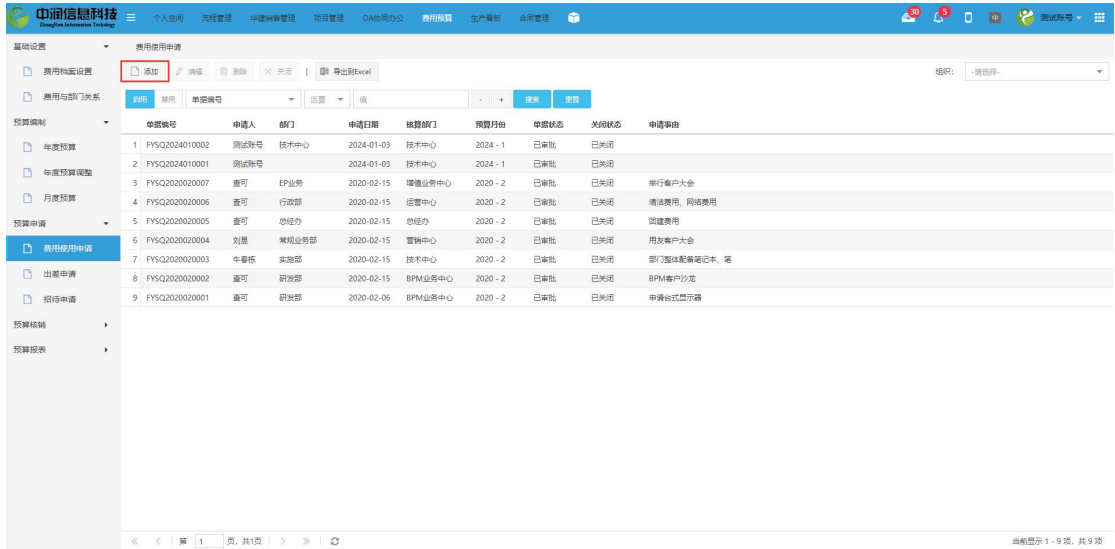 中润信息科技 个人空间 流程管理 华建销售管理 项目管理 OA协同办公 费用预算 生产看板 合同管理 30 5 中 测试账号
ZhongRun Information Technology
基础设置 费用使用申请
费用档案设置 添加 编辑 删除 关闭 导出到Excel 组织: -请选择-
费用与部门关系 启用 禁用 单据编号 运算 值 - + 搜索 重置
预算编制
年度预算
年度预算调整
月度预算
预算申请
费用使用申请
出差申请
招待申请
预算核销
预算报表
单据编号 申请人 部门 申请日期 核算部门 预算月份 单据状态 关闭状态 申请事由
1 FYSQ2024010002 测试账号 技术中心 2024-01-03 技术中心 2024 - 1 已审批 已关闭
2 FYSQ2024010001 测试账号 2024-01-03 技术中心 2024 - 1 已审批 已关闭
3 FYSQ2020020007 查可 EP业务 2020-02-15 增值业务中心 2020 - 2 已审批 已关闭 举行客户大会
4 FYSQ2020020006 查可 行政部 2020-02-15 运营中心 2020 - 2 已审批 已关闭 清洁费用、网络费用
5 FYSQ2020020005 查可 总经办 2020-02-15 总经办 2020 - 2 已审批 已关闭 团建费用
6 FYSQ2020020004 刘昱 常规业务部 2020-02-15 营销中心 2020 - 2 已审批 已关闭 用友客户大会
7 FYSQ2020020003 牛春栋 实施部 2020-02-15 技术中心 2020 - 2 已审批 已关闭 部门整体配备笔记本、笔
8 FYSQ2020020002 查可 研发部 2020-02-15 BPM业务中心 2020 - 2 已审批 已关闭 BPM客户沙龙
9 FYSQ2020020001 查可 研发部 2020-02-06 BPM业务中心 2020 - 2 已审批 已关闭 申请台式显示器
第 1 页, 共1页 当前显示 1 - 9 项, 共 9 项